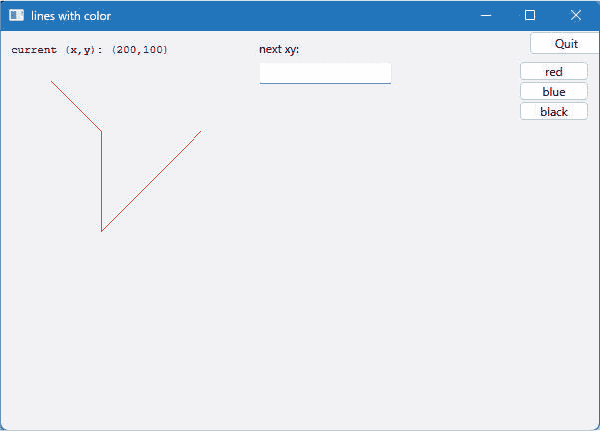 lines with color
current (x,y): (200,100)
next xy:
Quit
red
blue
black